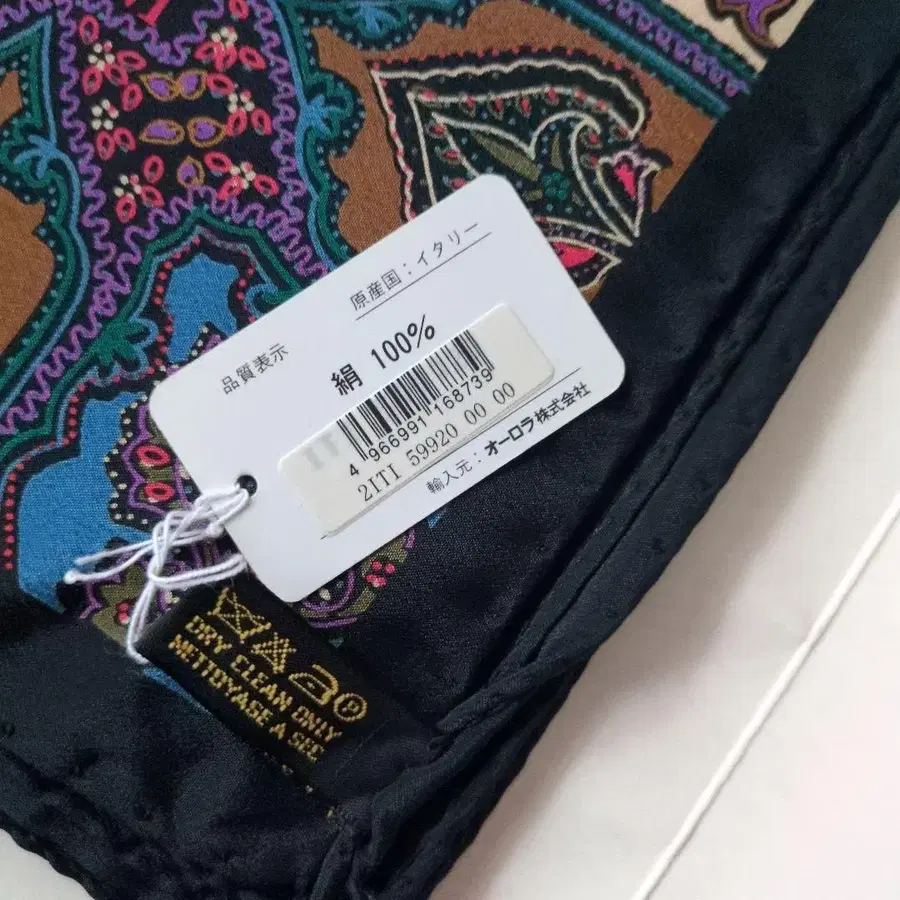 原産国：イタリー
品質表示
絹 100%
4 966991 168739
2ITI 59920 00 00
輸入元：オーロラ株式会社
P
DRY CLEAN ONLY
NETTOYAGE A SEC